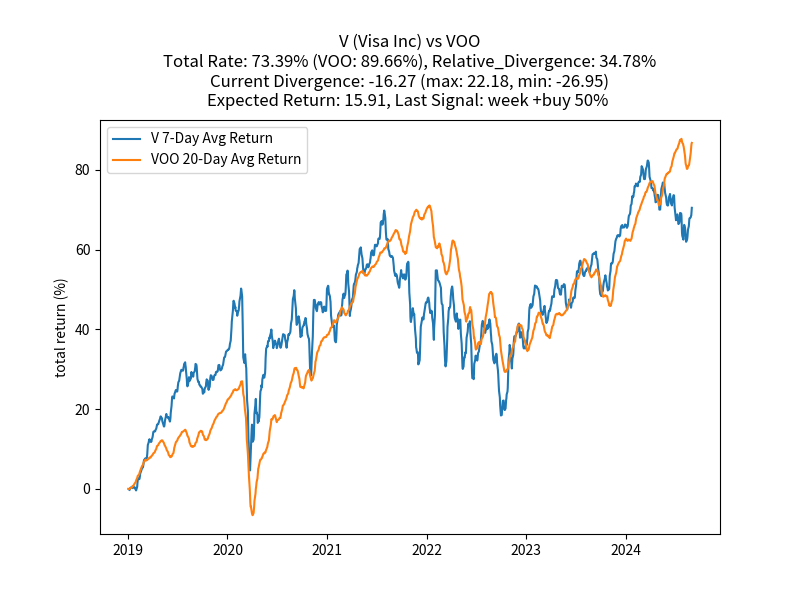 V (Visa Inc) vs VOO
Total Rate: 73.39% (VOO: 89.66%), Relative_Divergence: 34.78%
Current Divergence: -16.27 (max: 22.18, min: -26.95)
Expected Return: 15.91, Last Signal: week +buy 50%
V 7-Day Avg Return
VOO 20-Day Avg Return
total return (%)
80
60
40
20
0
2019
2020
2021
2022
2023
2024